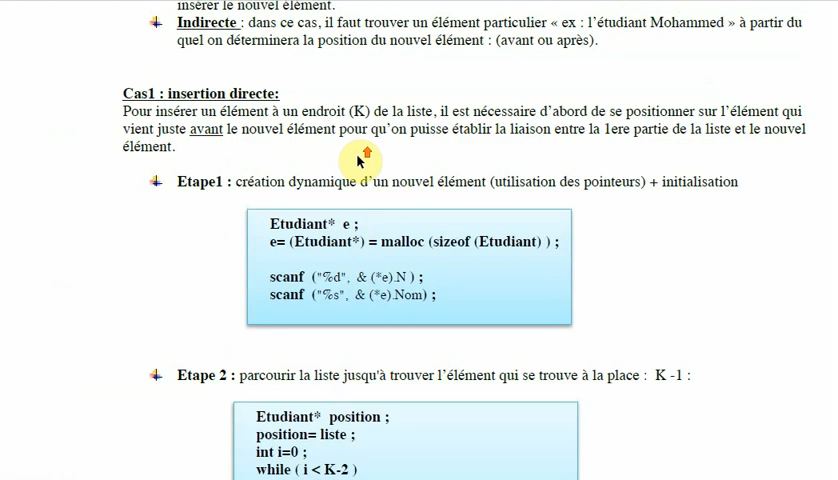 insérer le nouvel élément.
Indirecte : dans ce cas, il faut trouver un élément particulier « ex : l’étudiant Mohammed » à partir du
quel on déterminera la position du nouvel élément : (avant ou après).
Cas1 : insertion directe:
Pour insérer un élément à un endroit (K) de la liste, il est nécessaire d’abord de se positionner sur l’élément qui
vient juste avant le nouvel élément pour qu’on puisse établir la liaison entre la 1ere partie de la liste et le nouvel
élément.
Etape1 : création dynamique d’un nouvel élément (utilisation des pointeurs) + initialisation
Etudiant* e ;
e= (Etudiant*) = malloc (sizeof (Etudiant) ) ;
scanf ("%d", & (*e).N ) ;
scanf ("%s", & (*e).Nom) ;
Etape 2 : parcourir la liste jusqu'à trouver l’élément qui se trouve à la place : K -1 :
Etudiant* position ;
position= liste ;
int i=0 ;
while ( i < K-2 )